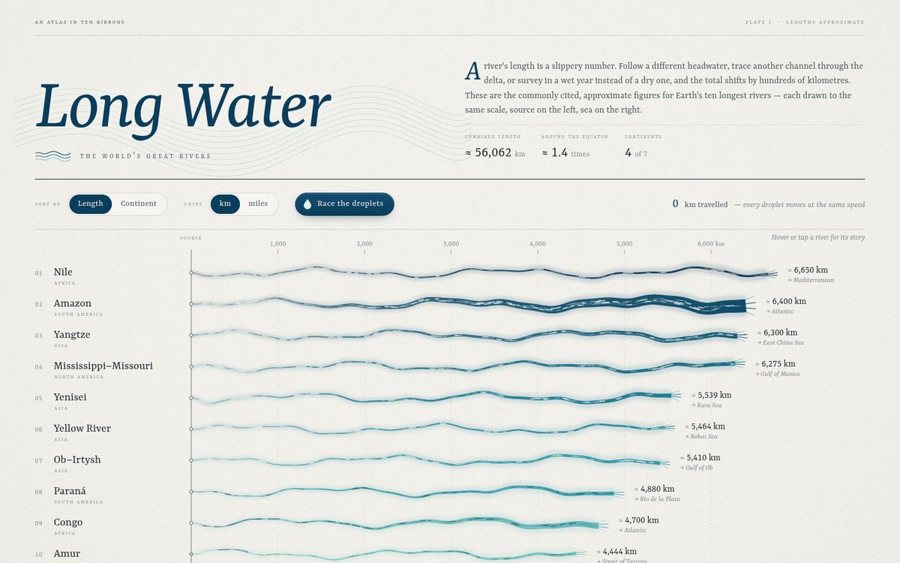 AN ATLAS IN TEN RIBBONS
PLATE I · LENGTHS APPROXIMATE
Long Water
THE WORLD'S GREAT RIVERS
A river's length is a slippery number. Follow a different headwater, trace another channel through the
delta, or survey in a wet year instead of a dry one, and the total shifts by hundreds of kilometres.
These are the commonly cited, approximate figures for Earth's ten longest rivers — each drawn to the
same scale, source on the left, sea on the right.
COMBINED LENGTH AROUND THE EQUATOR CONTINENTS
≈ 56,062 km ≈ 1.4 times 4 of 7
SORT BY Length Continent UNITS km miles Race the droplets 0 km travelled — every droplet moves at the same speed
Hover or tap a river for its story
SOURCE 1,000 2,000 3,000 4,000 5,000 6,000 km
01 Nile ≈ 6,650 km
AFRICA → Mediterranean
02 Amazon ≈ 6,400 km
SOUTH AMERICA → Atlantic
03 Yangtze ≈ 6,300 km
ASIA → East China Sea
04 Mississippi–Missouri ≈ 6,275 km
NORTH AMERICA → Gulf of Mexico
05 Yenisei ≈ 5,539 km
ASIA → Kara Sea
06 Yellow River ≈ 5,464 km
ASIA → Bohai Sea
07 Ob–Irtysh ≈ 5,410 km
ASIA → Gulf of Ob
08 Paraná ≈ 4,880 km
SOUTH AMERICA → Río de la Plata
09 Congo ≈ 4,700 km
AFRICA → Atlantic
10 Amur ≈ 4,444 km